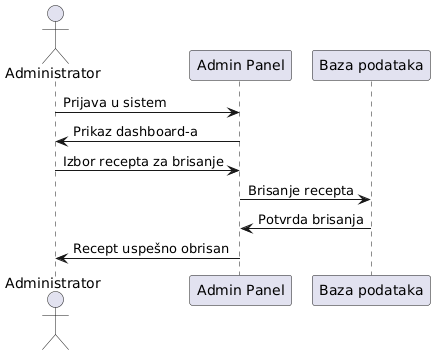 Administrator
Admin Panel
Baza podataka
Prijava u sistem
Prikaz dashboard-a
Izbor recepta za brisanje
Brisanje recepta
Potvrda brisanja
Recept uspešno obrisan
Administrator
Admin Panel
Baza podataka